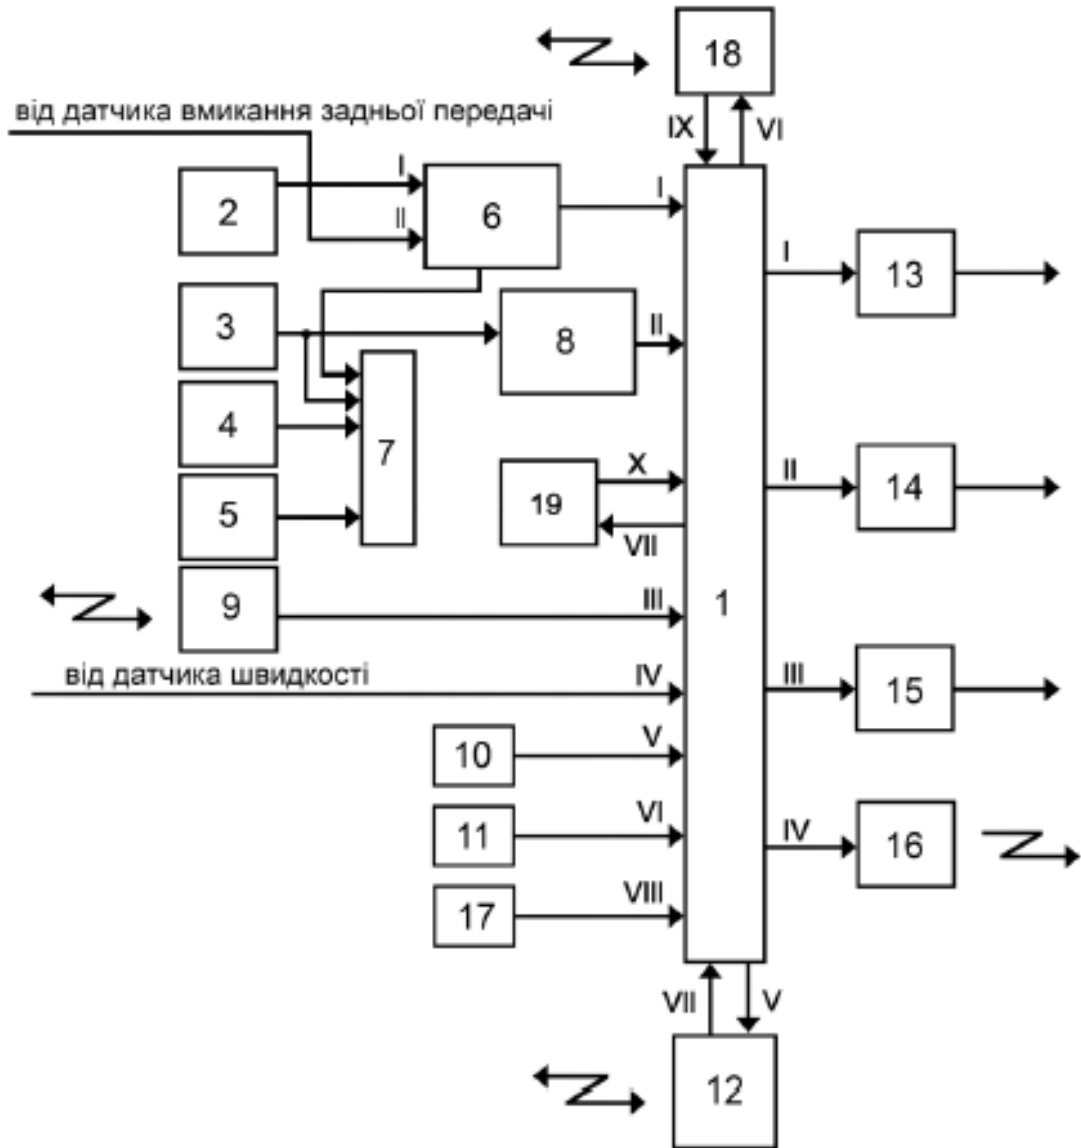 18
від датчика вмикання задньої передачі
IX VI
I
2
II
6
I
I
13
3
8
II
4
7
X
II
14
5
19
VII
9
III
1
від датчика швидкості
IV
III
15
10
V
11
VI
IV
16
17
VIII
VII V
12